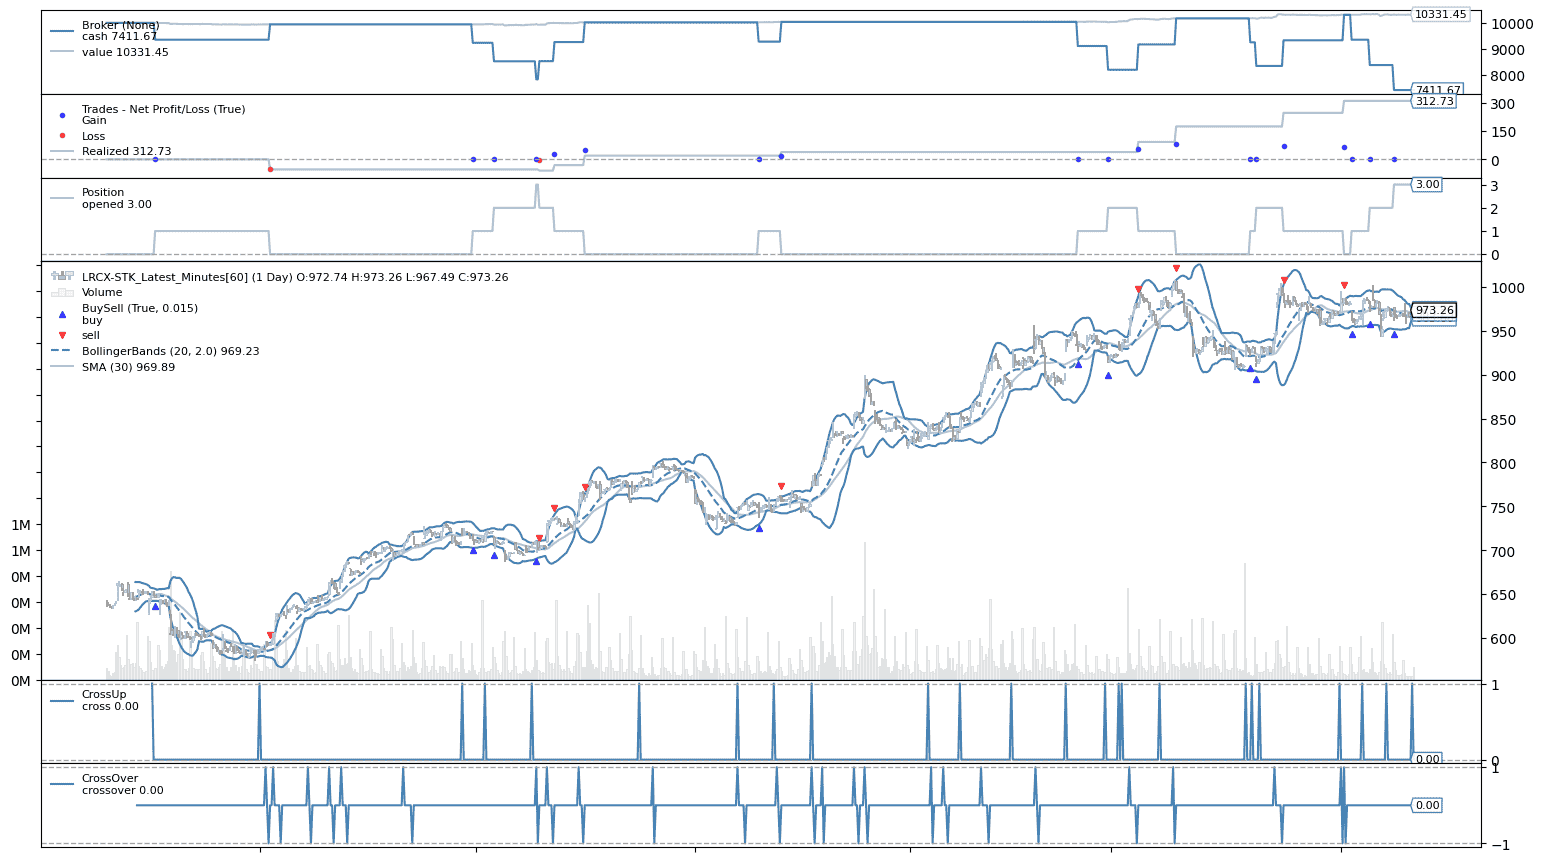 Broker (None)
cash 7411.67
value 10331.45
10331.45
10000
9000
8000
7411.67
Trades - Net Profit/Loss (True)
Gain
Loss
Realized 312.73
312.73
300
150
0
Position
opened 3.00
3.00
3
2
1
0
LRCX-STK_Latest_Minutes[60] (1 Day) O:972.74 H:973.26 L:967.49 C:973.26
Volume
BuySell (True, 0.015)
buy
sell
BollingerBands (20, 2.0) 969.23
SMA (30) 969.89
973.26
1000
950
900
850
800
750
700
650
600
1M
1M
0M
0M
0M
0M
0M
CrossUp
cross 0.00
1
0.00
0
CrossOver
crossover 0.00
1
0.00
−1